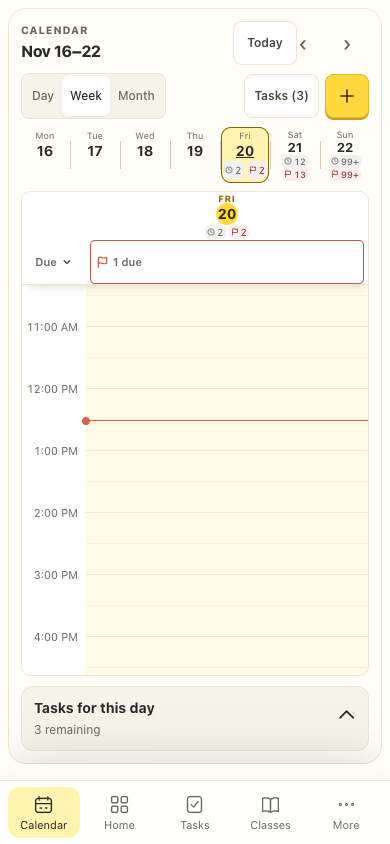 CALENDAR
Nov 16–22
Today
Day Week Month
Tasks (3)
Mon Tue Wed Thu Fri Sat Sun
16 17 18 19 20 21 22
2 2 12 99+
13 99+
FRI
20
2 2
Due
1 due
11:00 AM
12:00 PM
1:00 PM
2:00 PM
3:00 PM
4:00 PM
Tasks for this day
3 remaining
Calendar Home Tasks Classes More